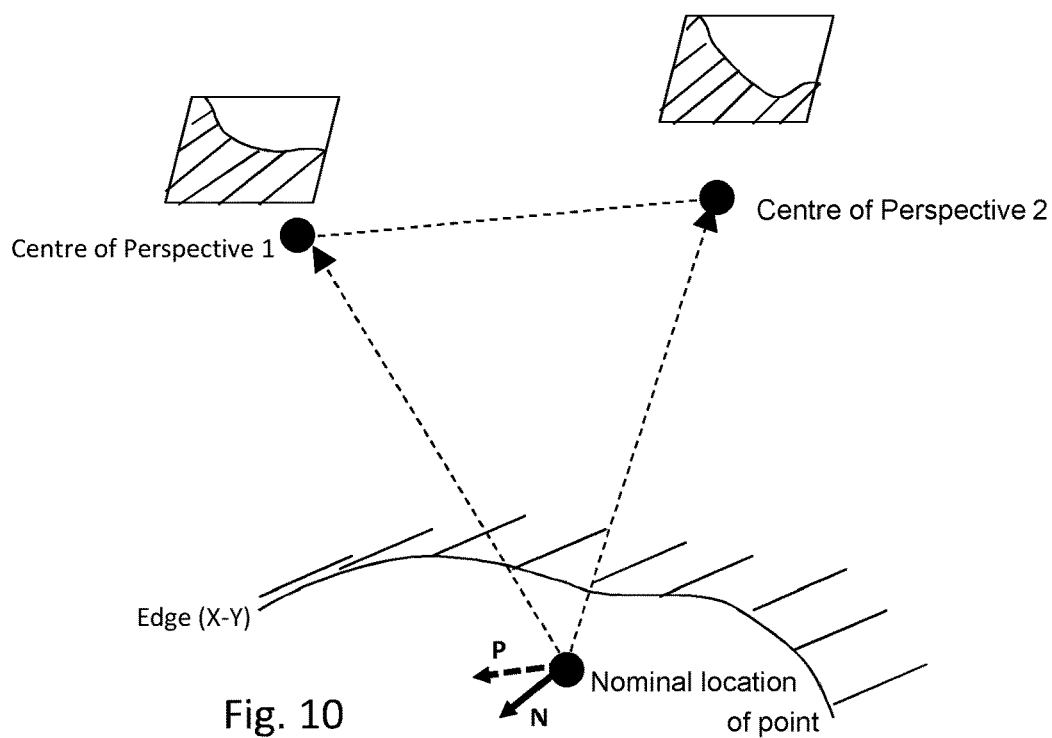 Centre of Perspective 2
Centre of Perspective 1
Edge (X-Y)
P
Nominal location
of point
N
Fig. 10